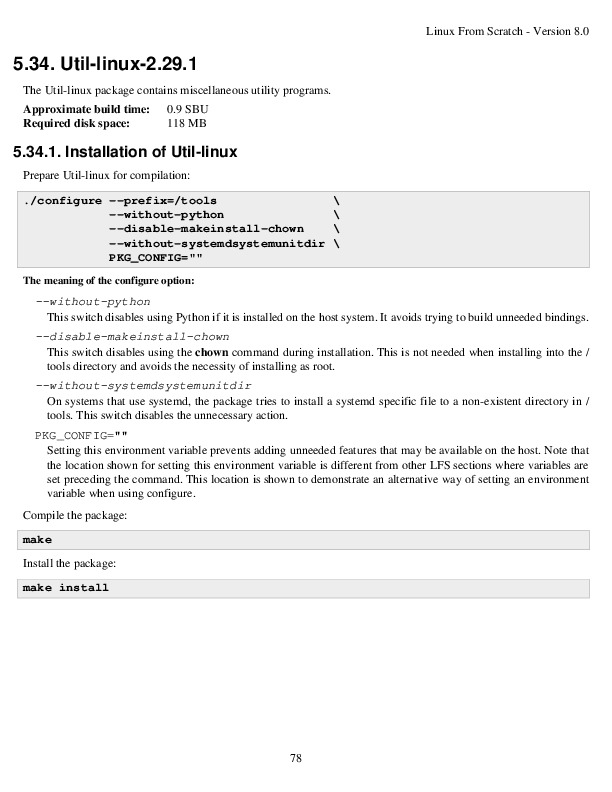 Linux From Scratch - Version 8.0
5.34. Util-linux-2.29.1
The Util-linux package contains miscellaneous utility programs.
Approximate build time: 0.9 SBU
Required disk space: 118 MB
5.34.1. Installation of Util-linux
Prepare Util-linux for compilation:
./configure --prefix=/tools \
--without-python \
--disable-makeinstall-chown \
--without-systemdsystemunitdir \
PKG_CONFIG=""
The meaning of the configure option:
--without-python
This switch disables using Python if it is installed on the host system. It avoids trying to build unneeded bindings.
--disable-makeinstall-chown
This switch disables using the chown command during installation. This is not needed when installing into the /
tools directory and avoids the necessity of installing as root.
--without-systemdsystemunitdir
On systems that use systemd, the package tries to install a systemd specific file to a non-existent directory in /
tools. This switch disables the unnecessary action.
PKG_CONFIG=""
Setting this environment variable prevents adding unneeded features that may be available on the host. Note that
the location shown for setting this environment variable is different from other LFS sections where variables are
set preceding the command. This location is shown to demonstrate an alternative way of setting an environment
variable when using configure.
Compile the package:
make
Install the package:
make install
78